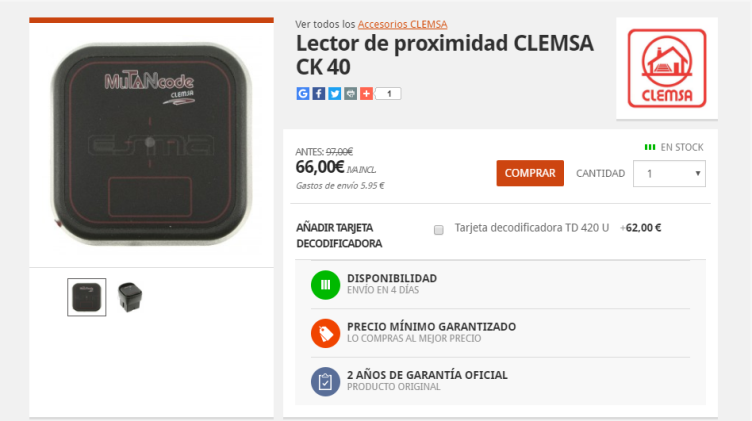 Ver todos los Accesorios CLEMSA
Lector de proximidad CLEMSA
CK 40
1
CLEMSA
MUTANcode
CLEMSA
esma
EN STOCK
ANTES: 97,00€
66,00€ IVA INCL.
Gastos de envío 5.95 €
COMPRAR
CANTIDAD
1
AÑADIR TARJETA
DECODIFICADORA
Tarjeta decodificadora TD 420 U +62,00 €
DISPONIBILIDAD
ENVÍO EN 4 DÍAS
PRECIO MÍNIMO GARANTIZADO
LO COMPRAS AL MEJOR PRECIO
2 AÑOS DE GARANTÍA OFICIAL
PRODUCTO ORIGINAL